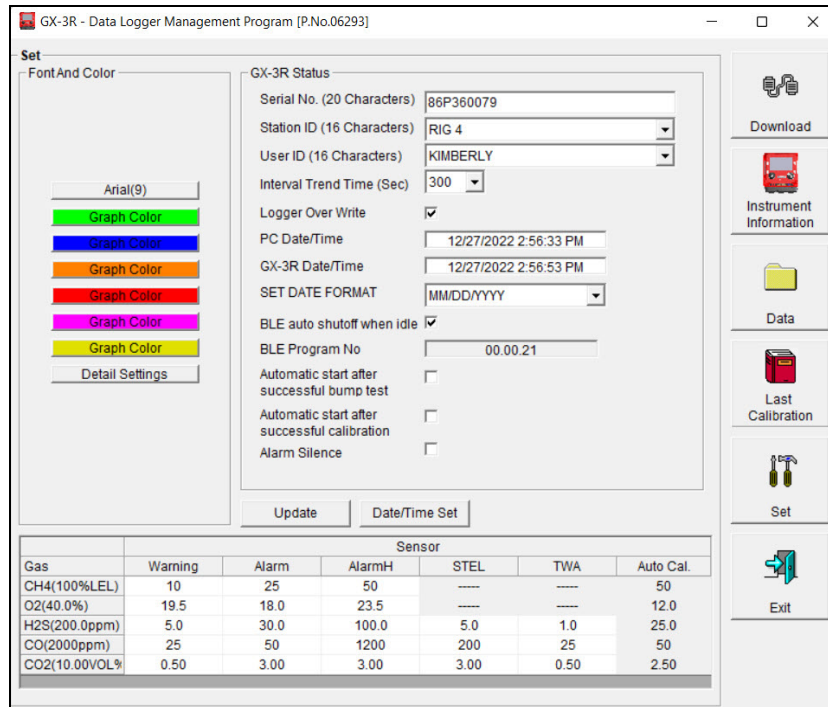 GX-3R - Data Logger Management Program [P.No.06293]
Set
Font And Color
Arial(9)
Graph Color
Graph Color
Graph Color
Graph Color
Graph Color
Graph Color
Detail Settings
GX-3R Status
Serial No. (20 Characters) 86P360079
Station ID (16 Characters) RIG 4
User ID (16 Characters) KIMBERLY
Interval Trend Time (Sec) 300
Logger Over Write
PC Date/Time 12/27/2022 2:56:33 PM
GX-3R Date/Time 12/27/2022 2:56:53 PM
SET DATE FORMAT MM/DD/YYYY
BLE auto shutoff when idle
BLE Program No 00.00.21
Automatic start after
successful bump test
Automatic start after
successful calibration
Alarm Silence
Update Date/Time Set
Sensor
Gas Warning Alarm AlarmH STEL TWA Auto Cal.
CH4(100%LEL) 10 25 50 ----- ----- 50
O2(40.0%) 19.5 18.0 23.5 ----- ----- 12.0
H2S(200.0ppm) 5.0 30.0 100.0 5.0 1.0 25.0
CO(2000ppm) 25 50 1200 200 25 50
CO2(10.00VOL% 0.50 3.00 3.00 3.00 0.50 2.50
Download
Instrument
Information
Data
Last
Calibration
Set
Exit